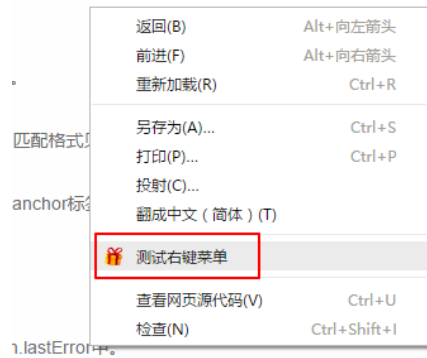 返回(B) Alt+向左箭头
前进(F) Alt+向右箭头
。
重新加载(R) Ctrl+R
另存为(A)... Ctrl+S
匹配格式
打印(P)... Ctrl+P
投射(C)...
anchor标
翻成中文（简体）(T)
测试右键菜单
查看网页源代码(V) Ctrl+U
检查(N) Ctrl+Shift+I
n.lastError中。